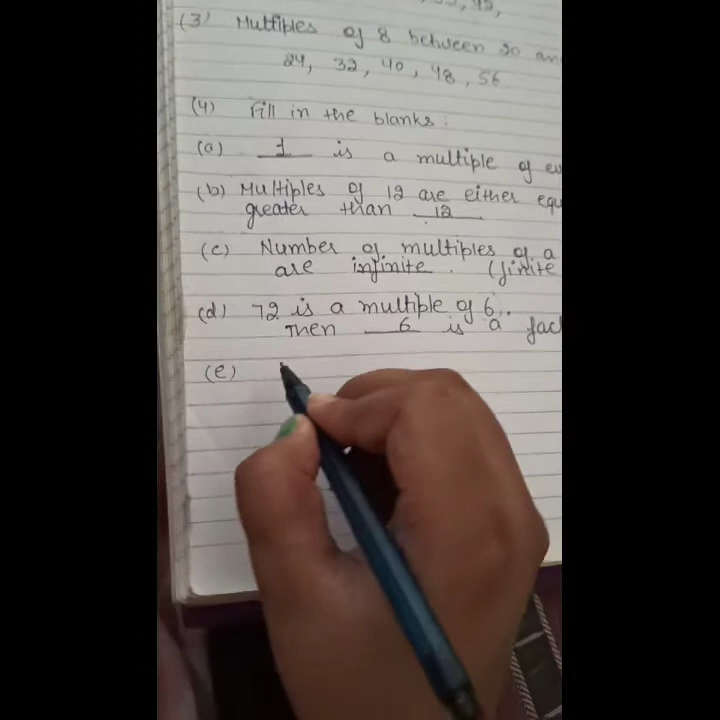 (3) Multiples of 8 between 20 an
24, 32, 40, 48, 56
(4) Fill in the blanks.
(a) 1 is a multiple of ev
(b) Multiples of 12 are either equ
greater than 12
(c) Number of multiples of a
are infinite. (finite
(d) 72 is a multiple of 6.
Then 6 is a fac
(e)